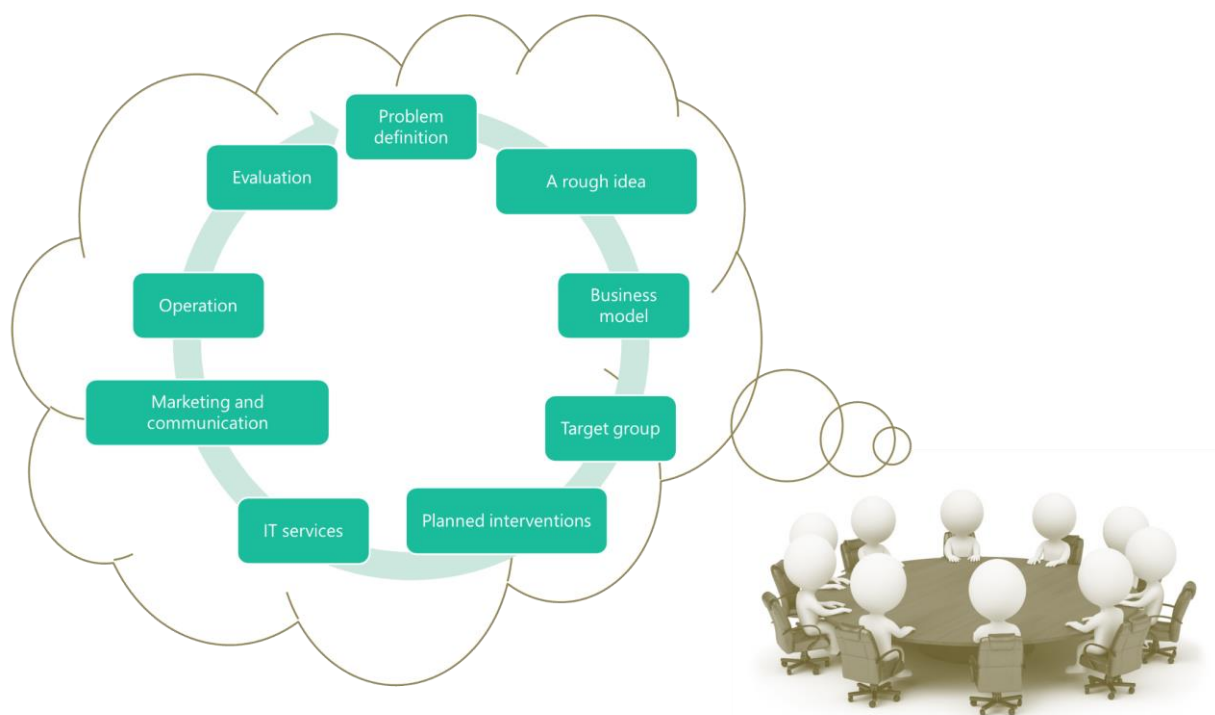 Problem
definition
A rough idea
Business
model
Target group
Planned interventions
IT services
Marketing and
communication
Operation
Evaluation